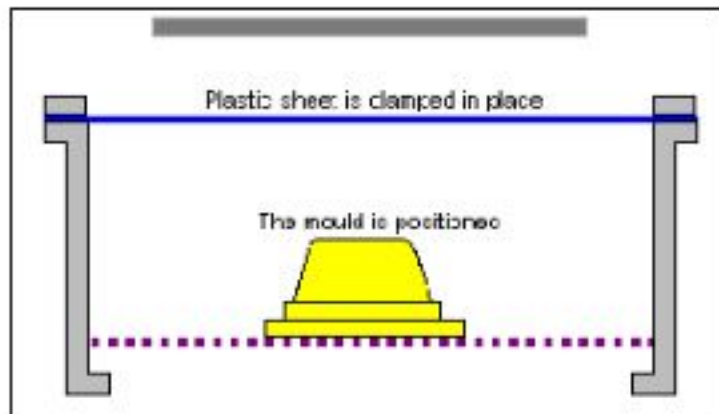 Plastic sheet is clamped in place
The mould is positioned